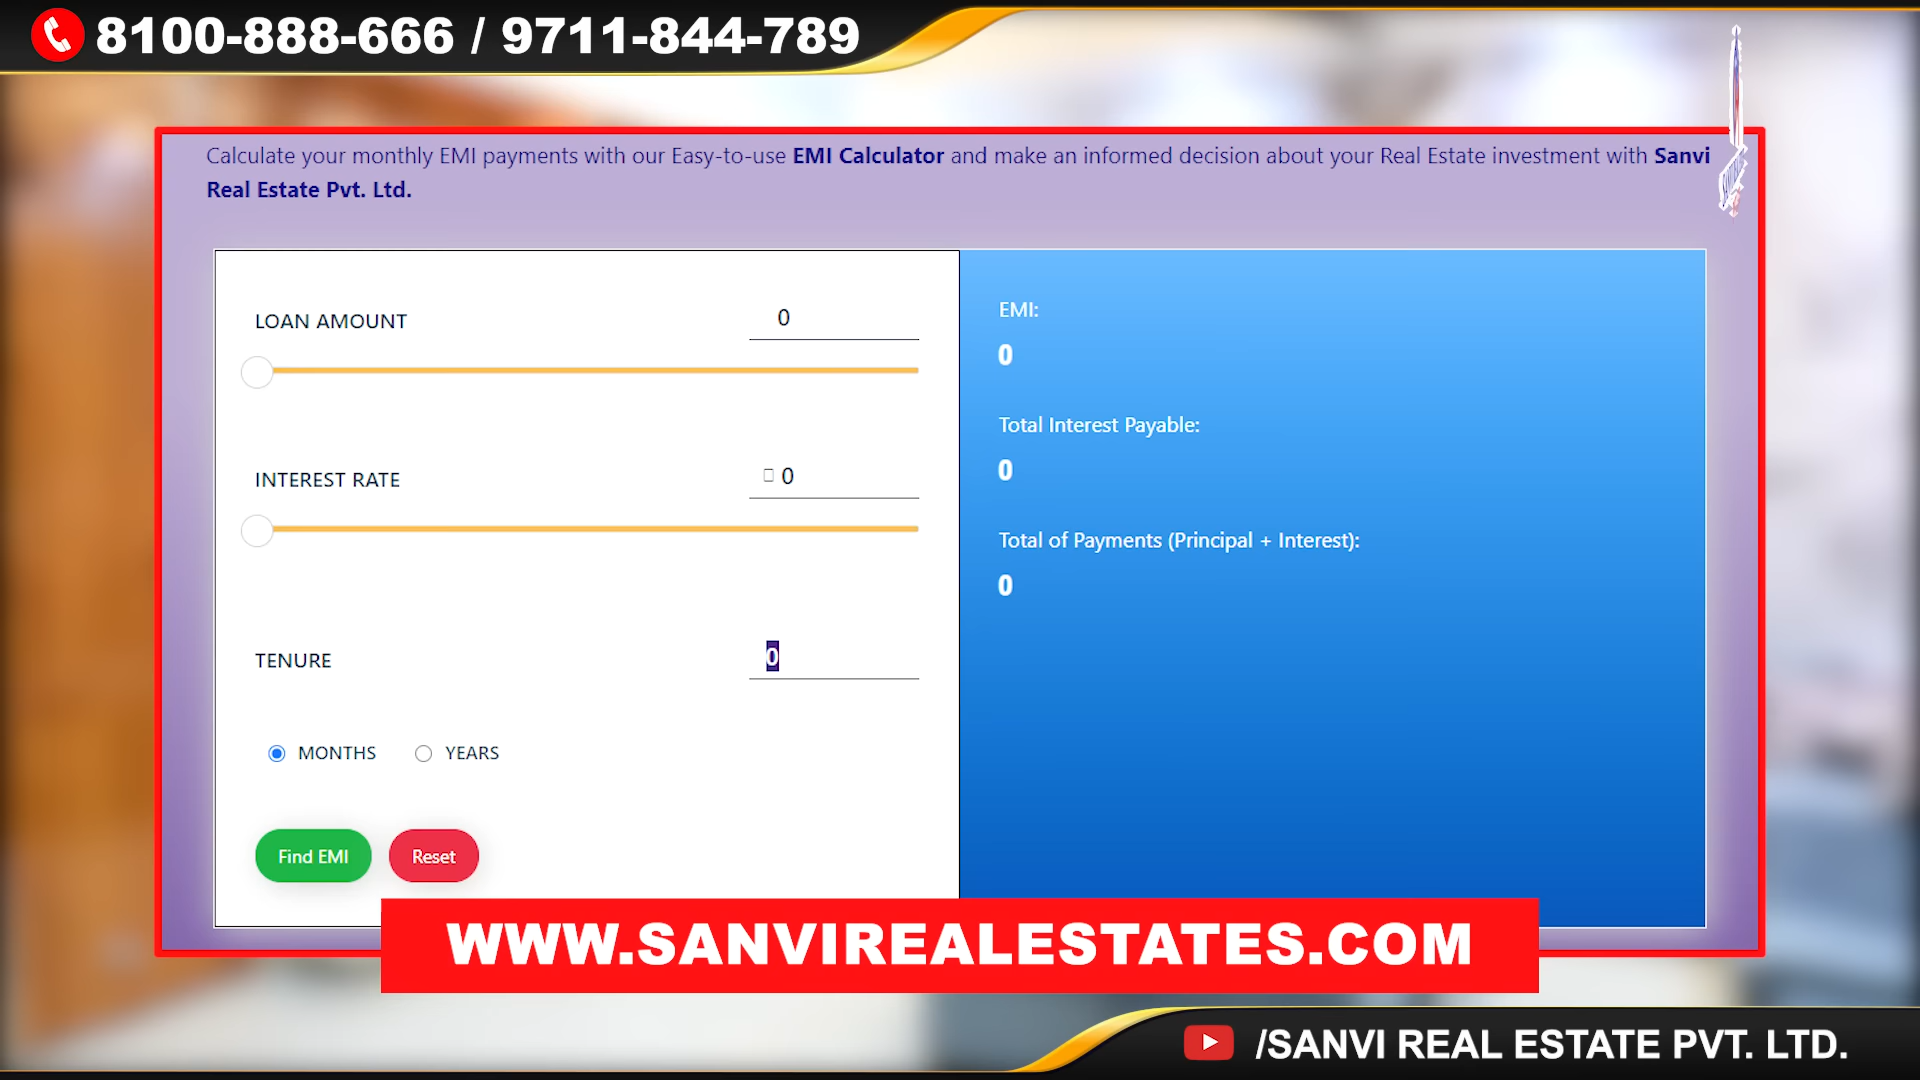 8100-888-666 / 9711-844-789
Calculate your monthly EMI payments with our Easy-to-use EMI Calculator and make an informed decision about your Real Estate investment with Sanvi
Real Estate Pvt. Ltd.
LOAN AMOUNT 0
INTEREST RATE 0
TENURE 0
MONTHS YEARS
Find EMI Reset
EMI:
0
Total Interest Payable:
0
Total of Payments (Principal + Interest):
0
WWW.SANVIREALESTATES.COM
/SANVI REAL ESTATE PVT. LTD.